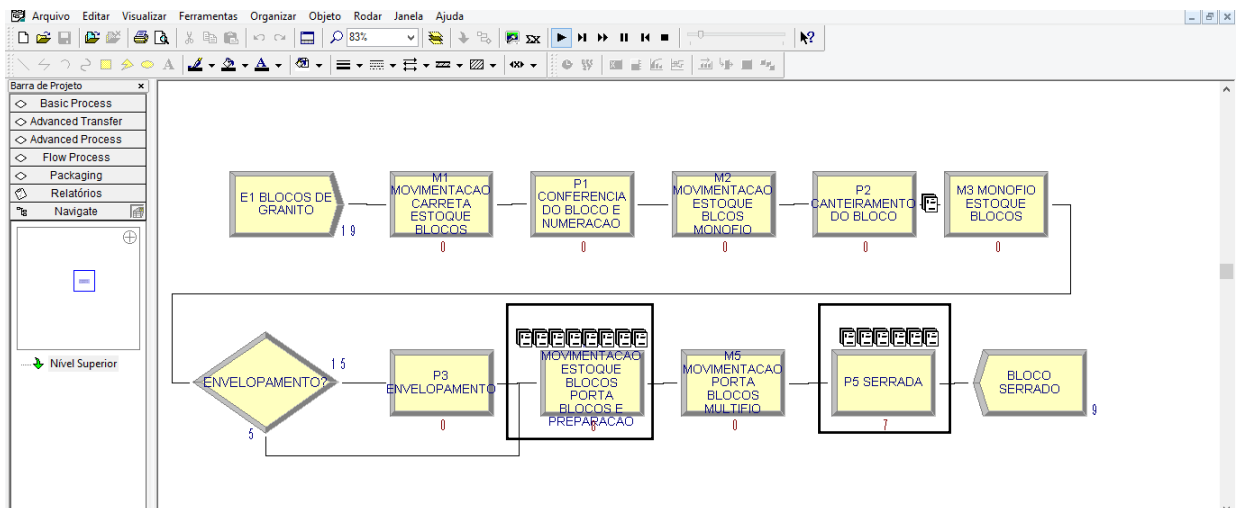 Arquivo Editar Visualizar Ferramentas Organizar Objeto Rodar Janela Ajuda
83%
Barra de Projeto
Basic Process
Advanced Transfer
Advanced Process
Flow Process
Packaging
Relatórios
Navigate
Nível Superior
E1 BLOCOS DE
GRANITO
19
M1
MOVIMENTACAO
CARRETA
ESTOQUE
BLOCOS
0
P1
CONFERENCIA
DO BLOCO E
NUMERACAO
0
M2
MOVIMENTACAO
ESTOQUE
BLCOS
MONOFIO
0
P2
CANTEIRAMENTO
DO BLOCO
0
M3 MONOFIO
ESTOQUE
BLOCOS
0
ENVELOPAMENTO?
15
5
P3
ENVELOPAMENTO
0
MOVIMENTACAO
ESTOQUE
BLOCOS
PORTA
BLOCOS E
PREPARACAO
M5
MOVIMENTACAO
PORTA
BLOCOS
MULTIFIO
0
P5 SERRADA
7
BLOCO
SERRADO
9